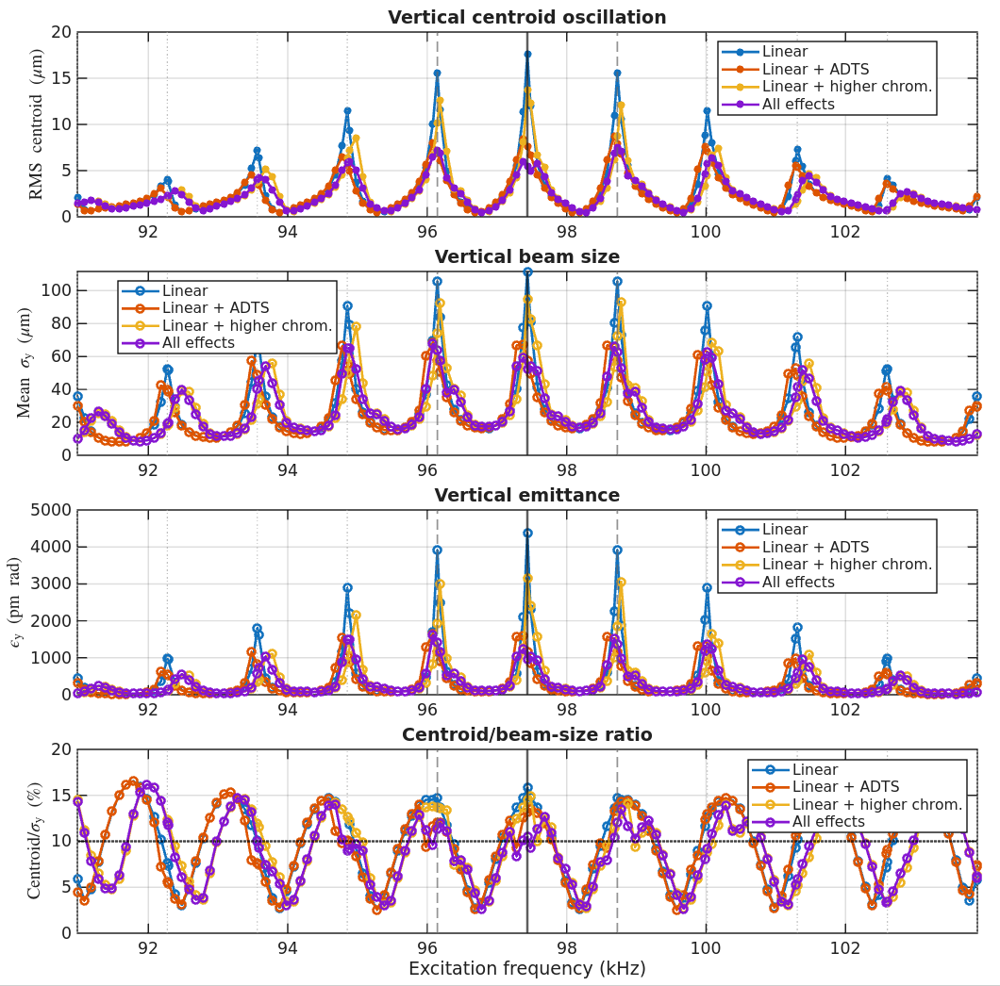 Vertical centroid oscillation
RMS centroid (μm)
20
15
10
5
0
92
94
96
98
100
102
Linear
Linear + ADTS
Linear + higher chrom.
All effects
Vertical beam size
Mean σy (μm)
100
80
60
40
20
0
92
94
96
98
100
102
Linear
Linear + ADTS
Linear + higher chrom.
All effects
Vertical emittance
ϵy (pm rad)
5000
4000
3000
2000
1000
0
92
94
96
98
100
102
Linear
Linear + ADTS
Linear + higher chrom.
All effects
Centroid/beam-size ratio
Centroid/σy (%)
20
15
10
5
0
92
94
96
98
100
102
Linear
Linear + ADTS
Linear + higher chrom.
All effects
Excitation frequency (kHz)